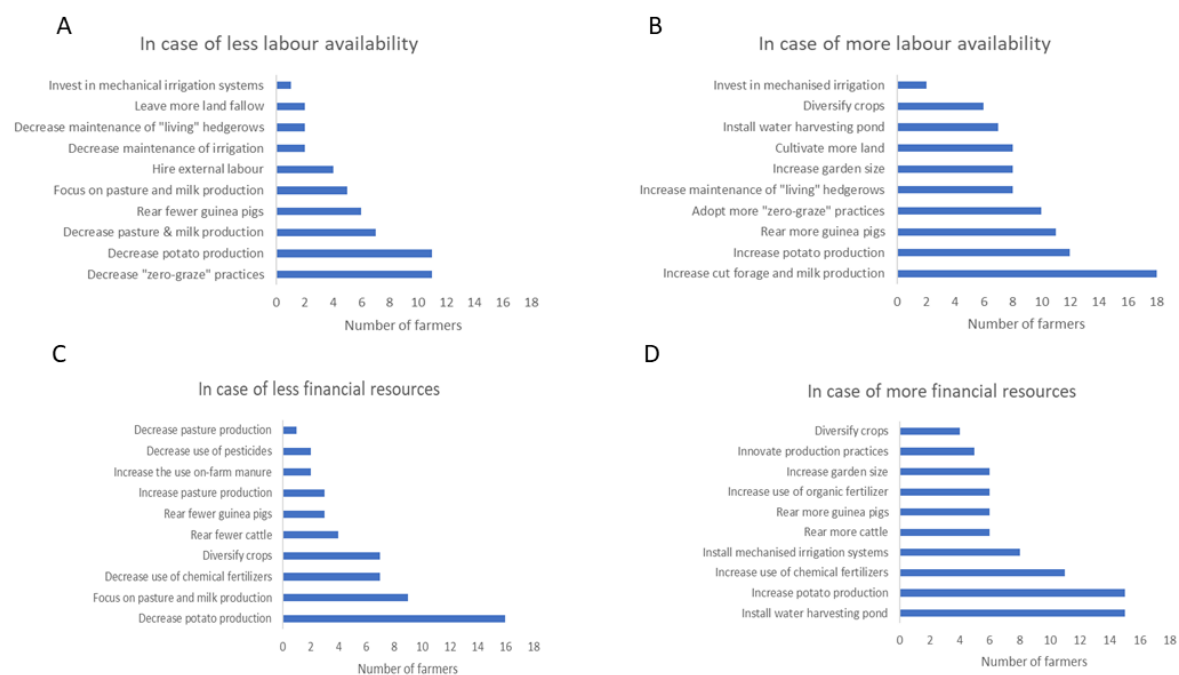 A
In case of less labour availability
Invest in mechanical irrigation systems
Leave more land fallow
Decrease maintenance of "living" hedgerows
Decrease maintenance of irrigation
Hire external labour
Focus on pasture and milk production
Rear fewer guinea pigs
Decrease pasture & milk production
Decrease potato production
Decrease "zero-graze" practices
0 2 4 6 8 10 12 14 16 18
Number of farmers
B
In case of more labour availability
Invest in mechanised irrigation
Diversify crops
Install water harvesting pond
Cultivate more land
Increase garden size
Increase maintenance of "living" hedgerows
Adopt more "zero-graze" practices
Rear more guinea pigs
Increase potato production
Increase cut forage and milk production
0 2 4 6 8 10 12 14 16 18
Number of farmers
C
In case of less financial resources
Decrease pasture production
Decrease use of pesticides
Increase the use on-farm manure
Increase pasture production
Rear fewer guinea pigs
Rear fewer cattle
Diversify crops
Decrease use of chemical fertilizers
Focus on pasture and milk production
Decrease potato production
0 2 4 6 8 10 12 14 16 18
Number of farmers
D
In case of more financial resources
Diversify crops
Innovate production practices
Increase garden size
Increase use of organic fertilizer
Rear more guinea pigs
Rear more cattle
Install mechanised irrigation systems
Increase use of chemical fertilizers
Increase potato production
Install water harvesting pond
0 2 4 6 8 10 12 14 16 18
Number of farmers